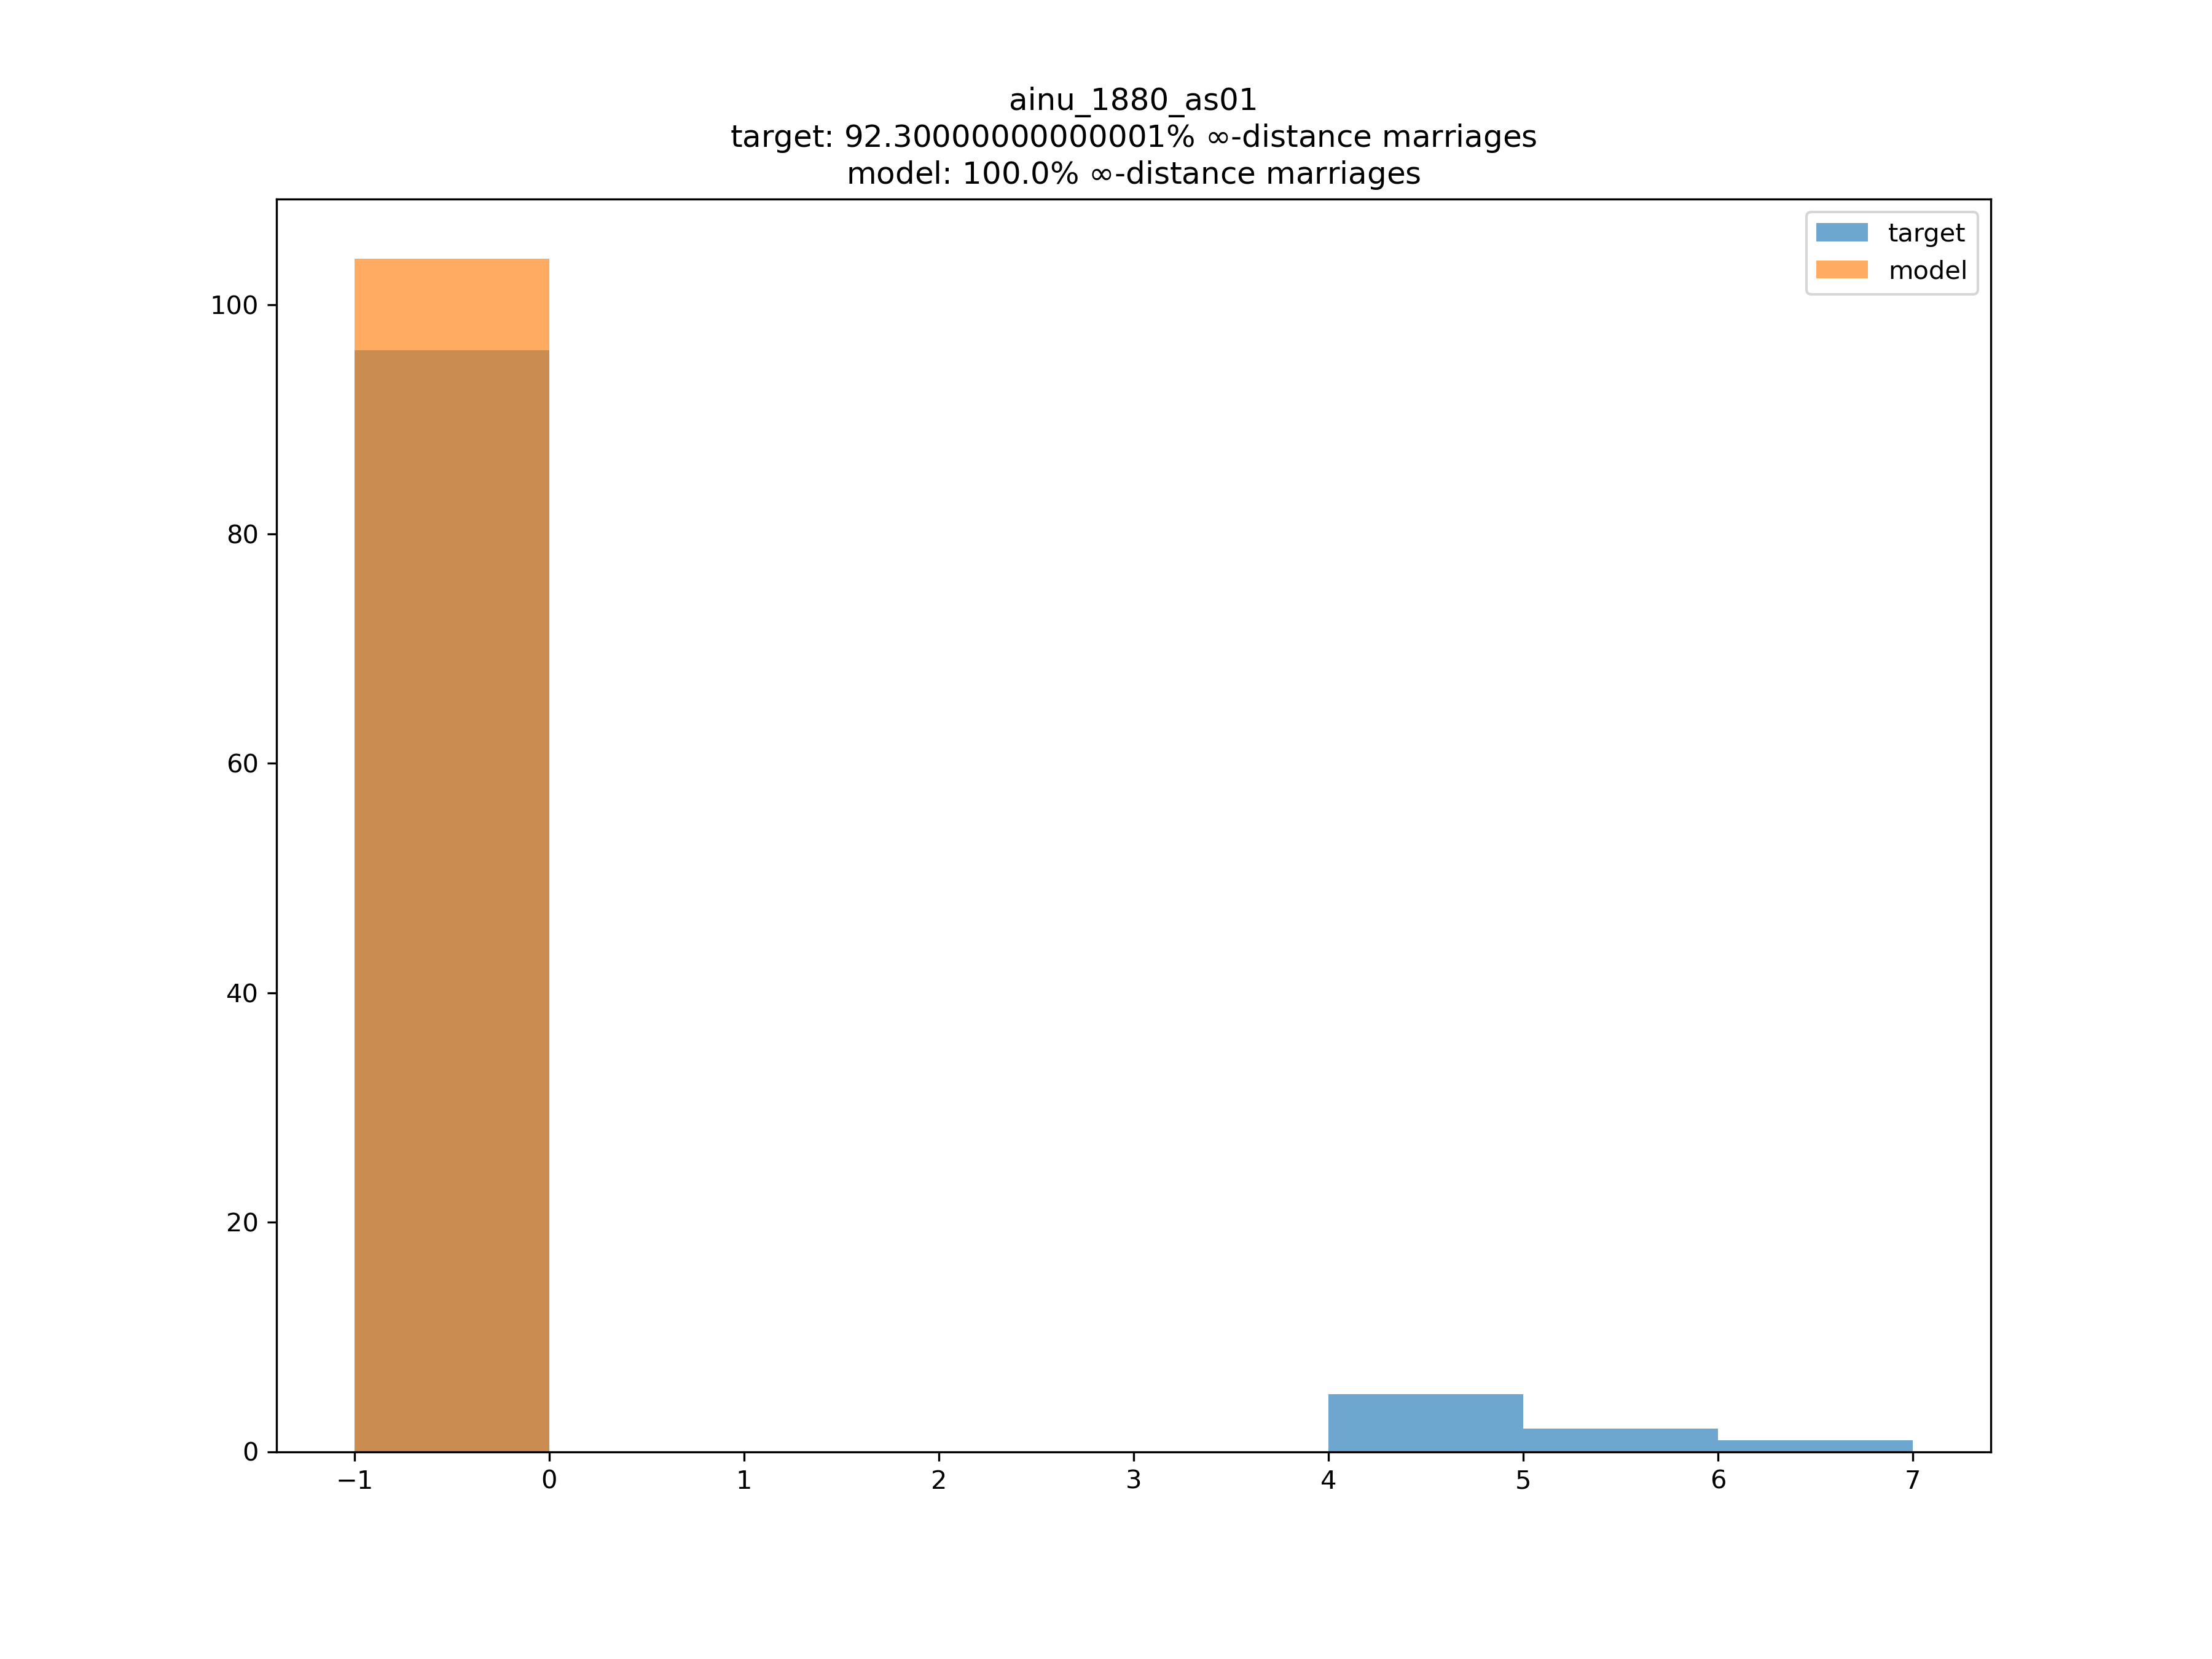 ainu_1880_as01
target: 92.30000000000001% ∞-distance marriages
model: 100.0% ∞-distance marriages
target
model
100
80
60
40
20
0
−1 0 1 2 3 4 5 6 7